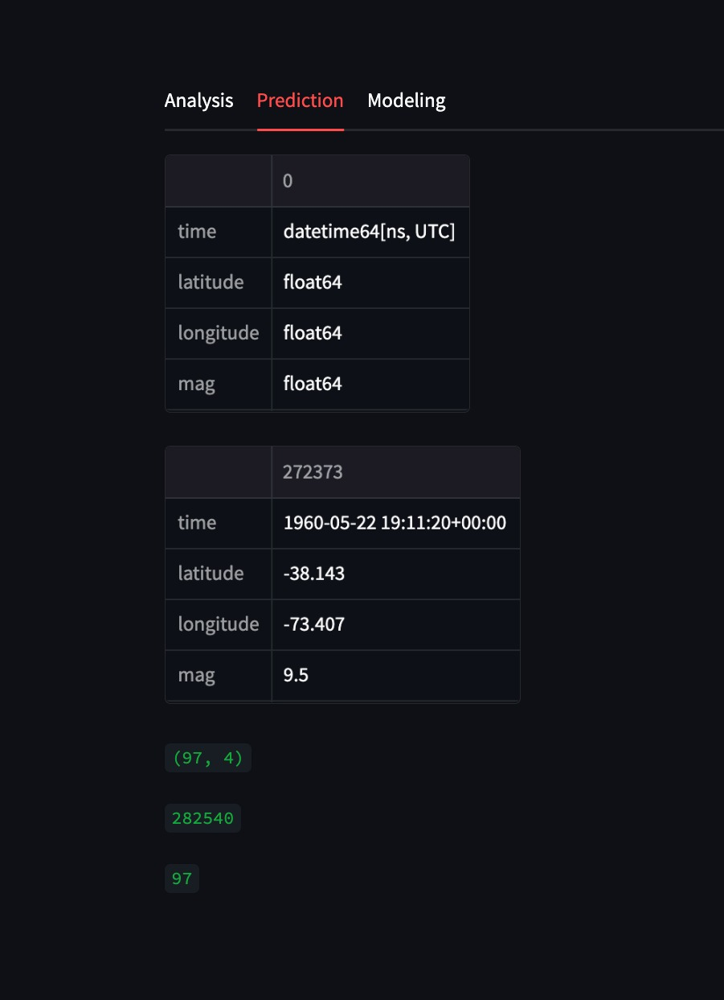 Analysis Prediction Modeling
0
time datetime64[ns, UTC]
latitude float64
longitude float64
mag float64
272373
time 1960-05-22 19:11:20+00:00
latitude -38.143
longitude -73.407
mag 9.5
(97, 4)
282540
97